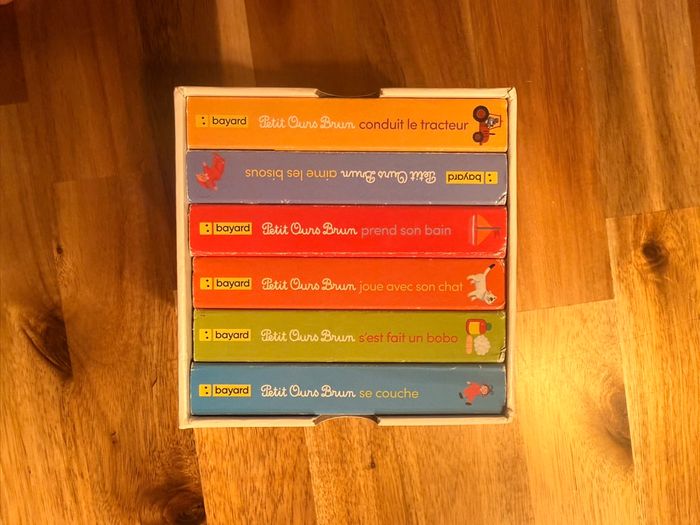 bayard Petit Ours Brun conduit le tracteur
bayard Petit Ours Brun aime les bisous
bayard Petit Ours Brun prend son bain
bayard Petit Ours Brun joue avec son chat
bayard Petit Ours Brun s'est fait un bobo
bayard Petit Ours Brun se couche